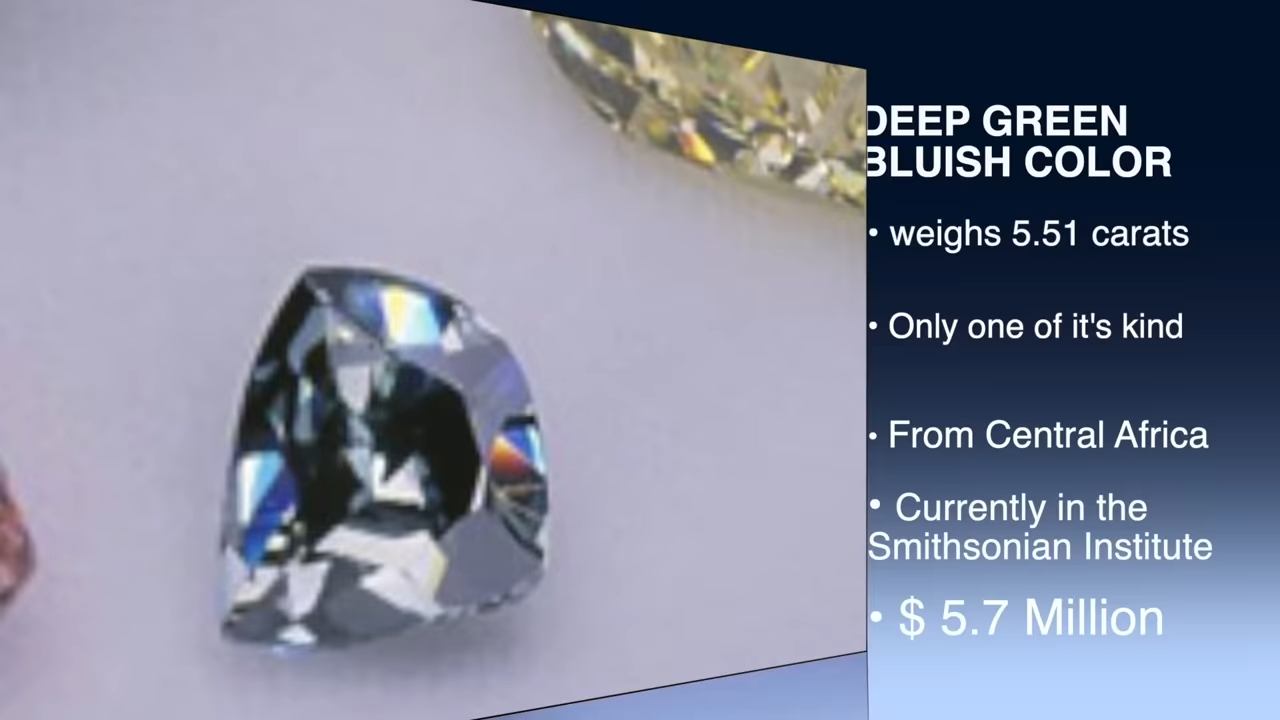 DEEP GREEN
BLUISH COLOR
• weighs 5.51 carats
• Only one of it's kind
• From Central Africa
• Currently in the
Smithsonian Institute
• $ 5.7 Million